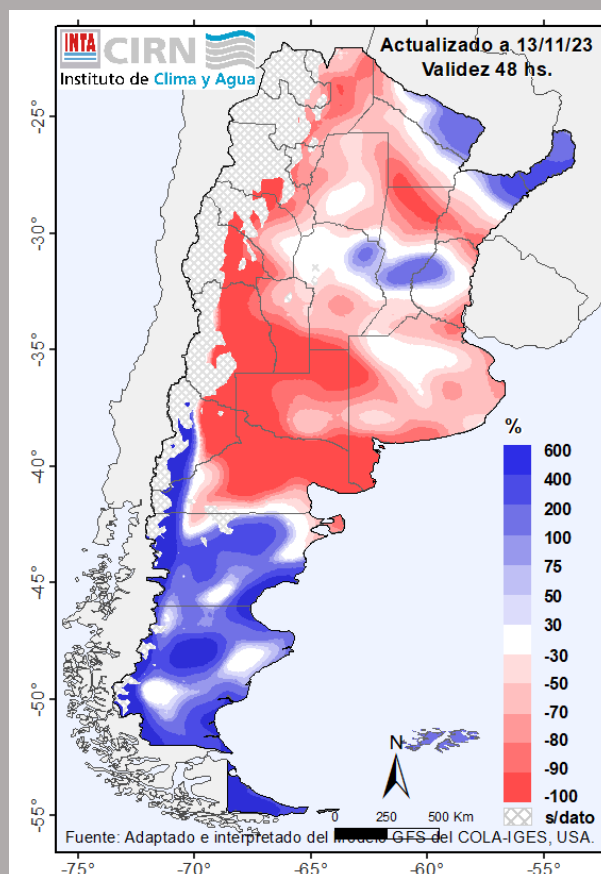 INTA CIRN
Instituto de Clima y Agua
Actualizado a 13/11/23
Validez 48 hs.
-25°
-30°
-35°
-40°
-45°
-50°
-55°
%
600
400
200
100
75
50
30
-30
-50
-70
-80
-90
-100
s/dato
N
0 250 500 Km
Fuente: Adaptado e interpretado del modelo GFS del COLA-IGES, USA.
-75° -70° -65° -60° -55°